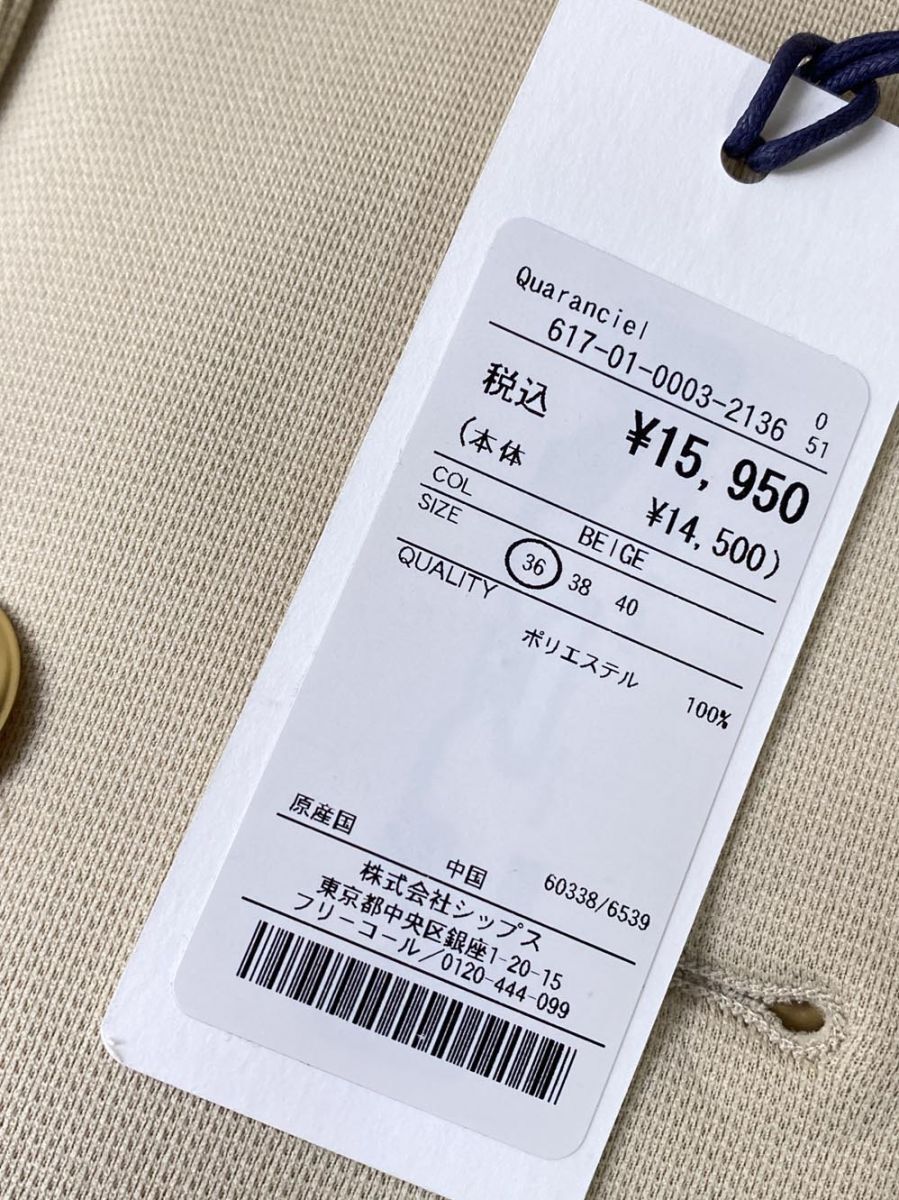 Quaranciel
617-01-0003-2136 0
51
税込 ¥15,950
(本体 ¥14,500)
COL BEIGE
SIZE 36 38 40
QUALITY
ポリエステル 100%
原産国
中国 60338/6539
株式会社シップス
東京都中央区銀座1-20-15
フリーコール/0120-444-099